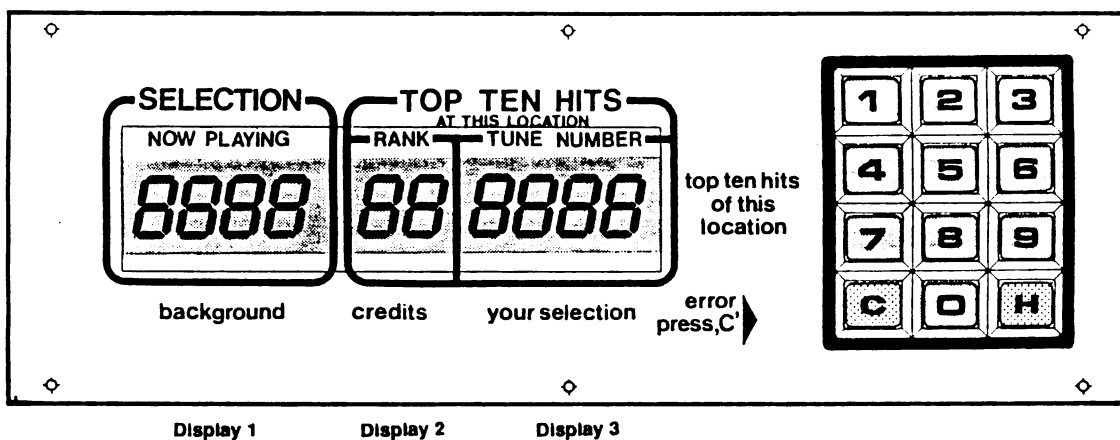 SELECTION
TOP TEN HITS
AT THIS LOCATION
NOW PLAYING
RANK
TUNE NUMBER
8888
88
8888
top ten hits
of this
location
background
credits
your selection
error
press,C'
1 2 3
4 5 6
7 8 9
C 0 H
Display 1
Display 2
Display 3